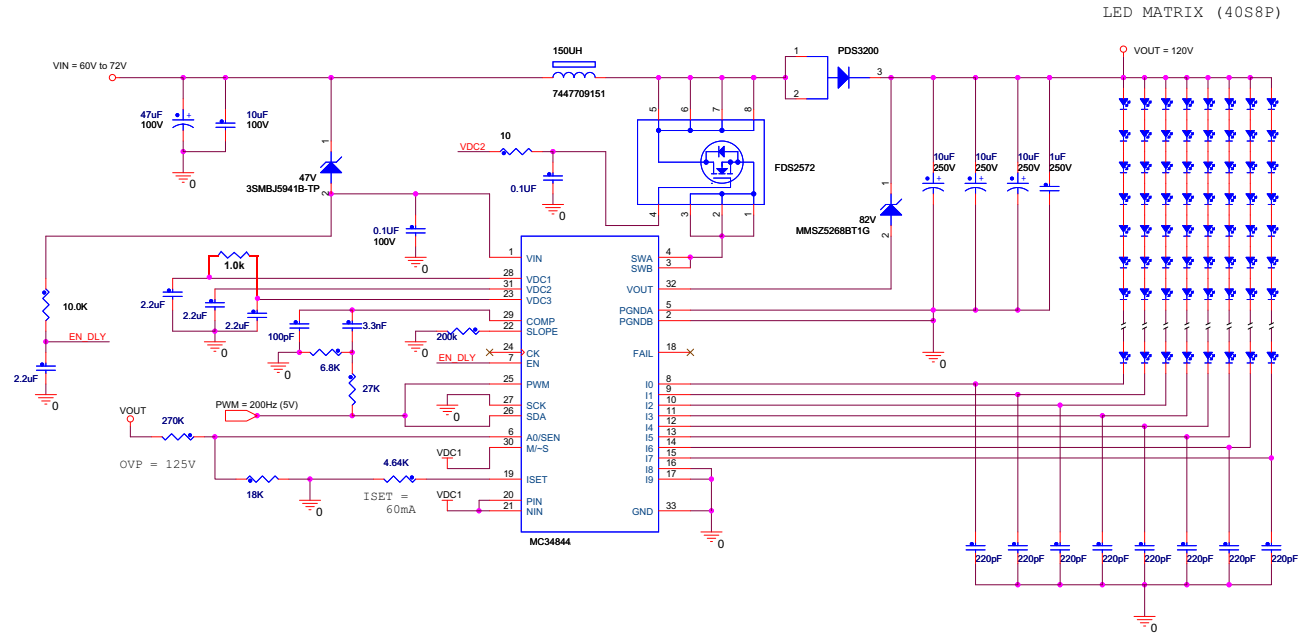 LED MATRIX (40S8P)
150UH
7447709151
VIN = 60V to 72V
1
2
PDS3200
3
VOUT = 120V
47uF
100V
10uF
100V
5
6
7
8
FDS2572
4
3
2
1
VDC2
10
0.1UF
0
0
1
47V
3SMBJ5941B-TP
2
10uF
250V
10uF
250V
10uF
250V
1uF
250V
1
82V
MMSZ5268BT1G
2
0.1UF
100V
0
1.0k
2.2uF
2.2uF
2.2uF
0
10.0K
EN_DLY
2.2uF
0
100pF
3.3nF
0
6.8K
27K
200k
0
EN_DLY
PWM = 200Hz (5V)
0
VOUT
270K
OVP = 125V
18K
0
4.64K
ISET =
60mA
VDC1
VDC1
1 VIN
28 VDC1
31 VDC2
23 VDC3
29 COMP
22 SLOPE
24 CK
7 EN
25 PWM
27 SCK
26 SDA
6 A0/SEN
30 M/~S
19 ISET
20 PIN
21 NIN
SWA 4
SWB 3
VOUT 32
PGNDA 5
PGNDB 2
FAIL 18
I0 8
I1 9
I2 10
I3 11
I4 12
I5 13
I6 14
I7 15
I8 16
I9 17
GND 33
MC34844
0
0
220pF
220pF
220pF
220pF
220pF
220pF
220pF
220pF
0